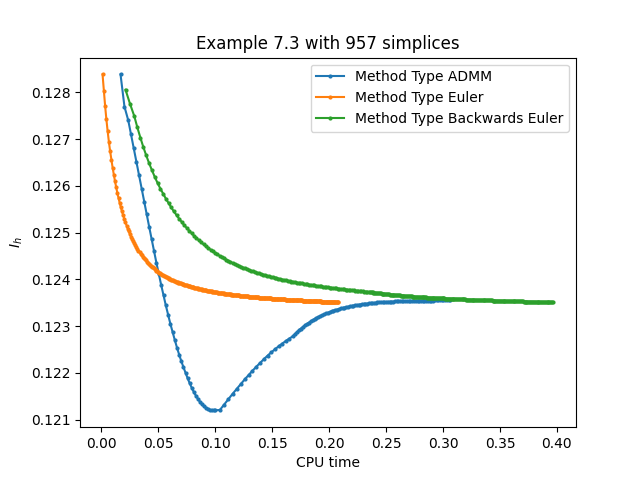 Example 7.3 with 957 simplices
Method Type ADMM
Method Type Euler
Method Type Backwards Euler
0.128
0.127
0.126
0.125
0.124
0.123
0.122
0.121
I_h
0.00 0.05 0.10 0.15 0.20 0.25 0.30 0.35 0.40
CPU time